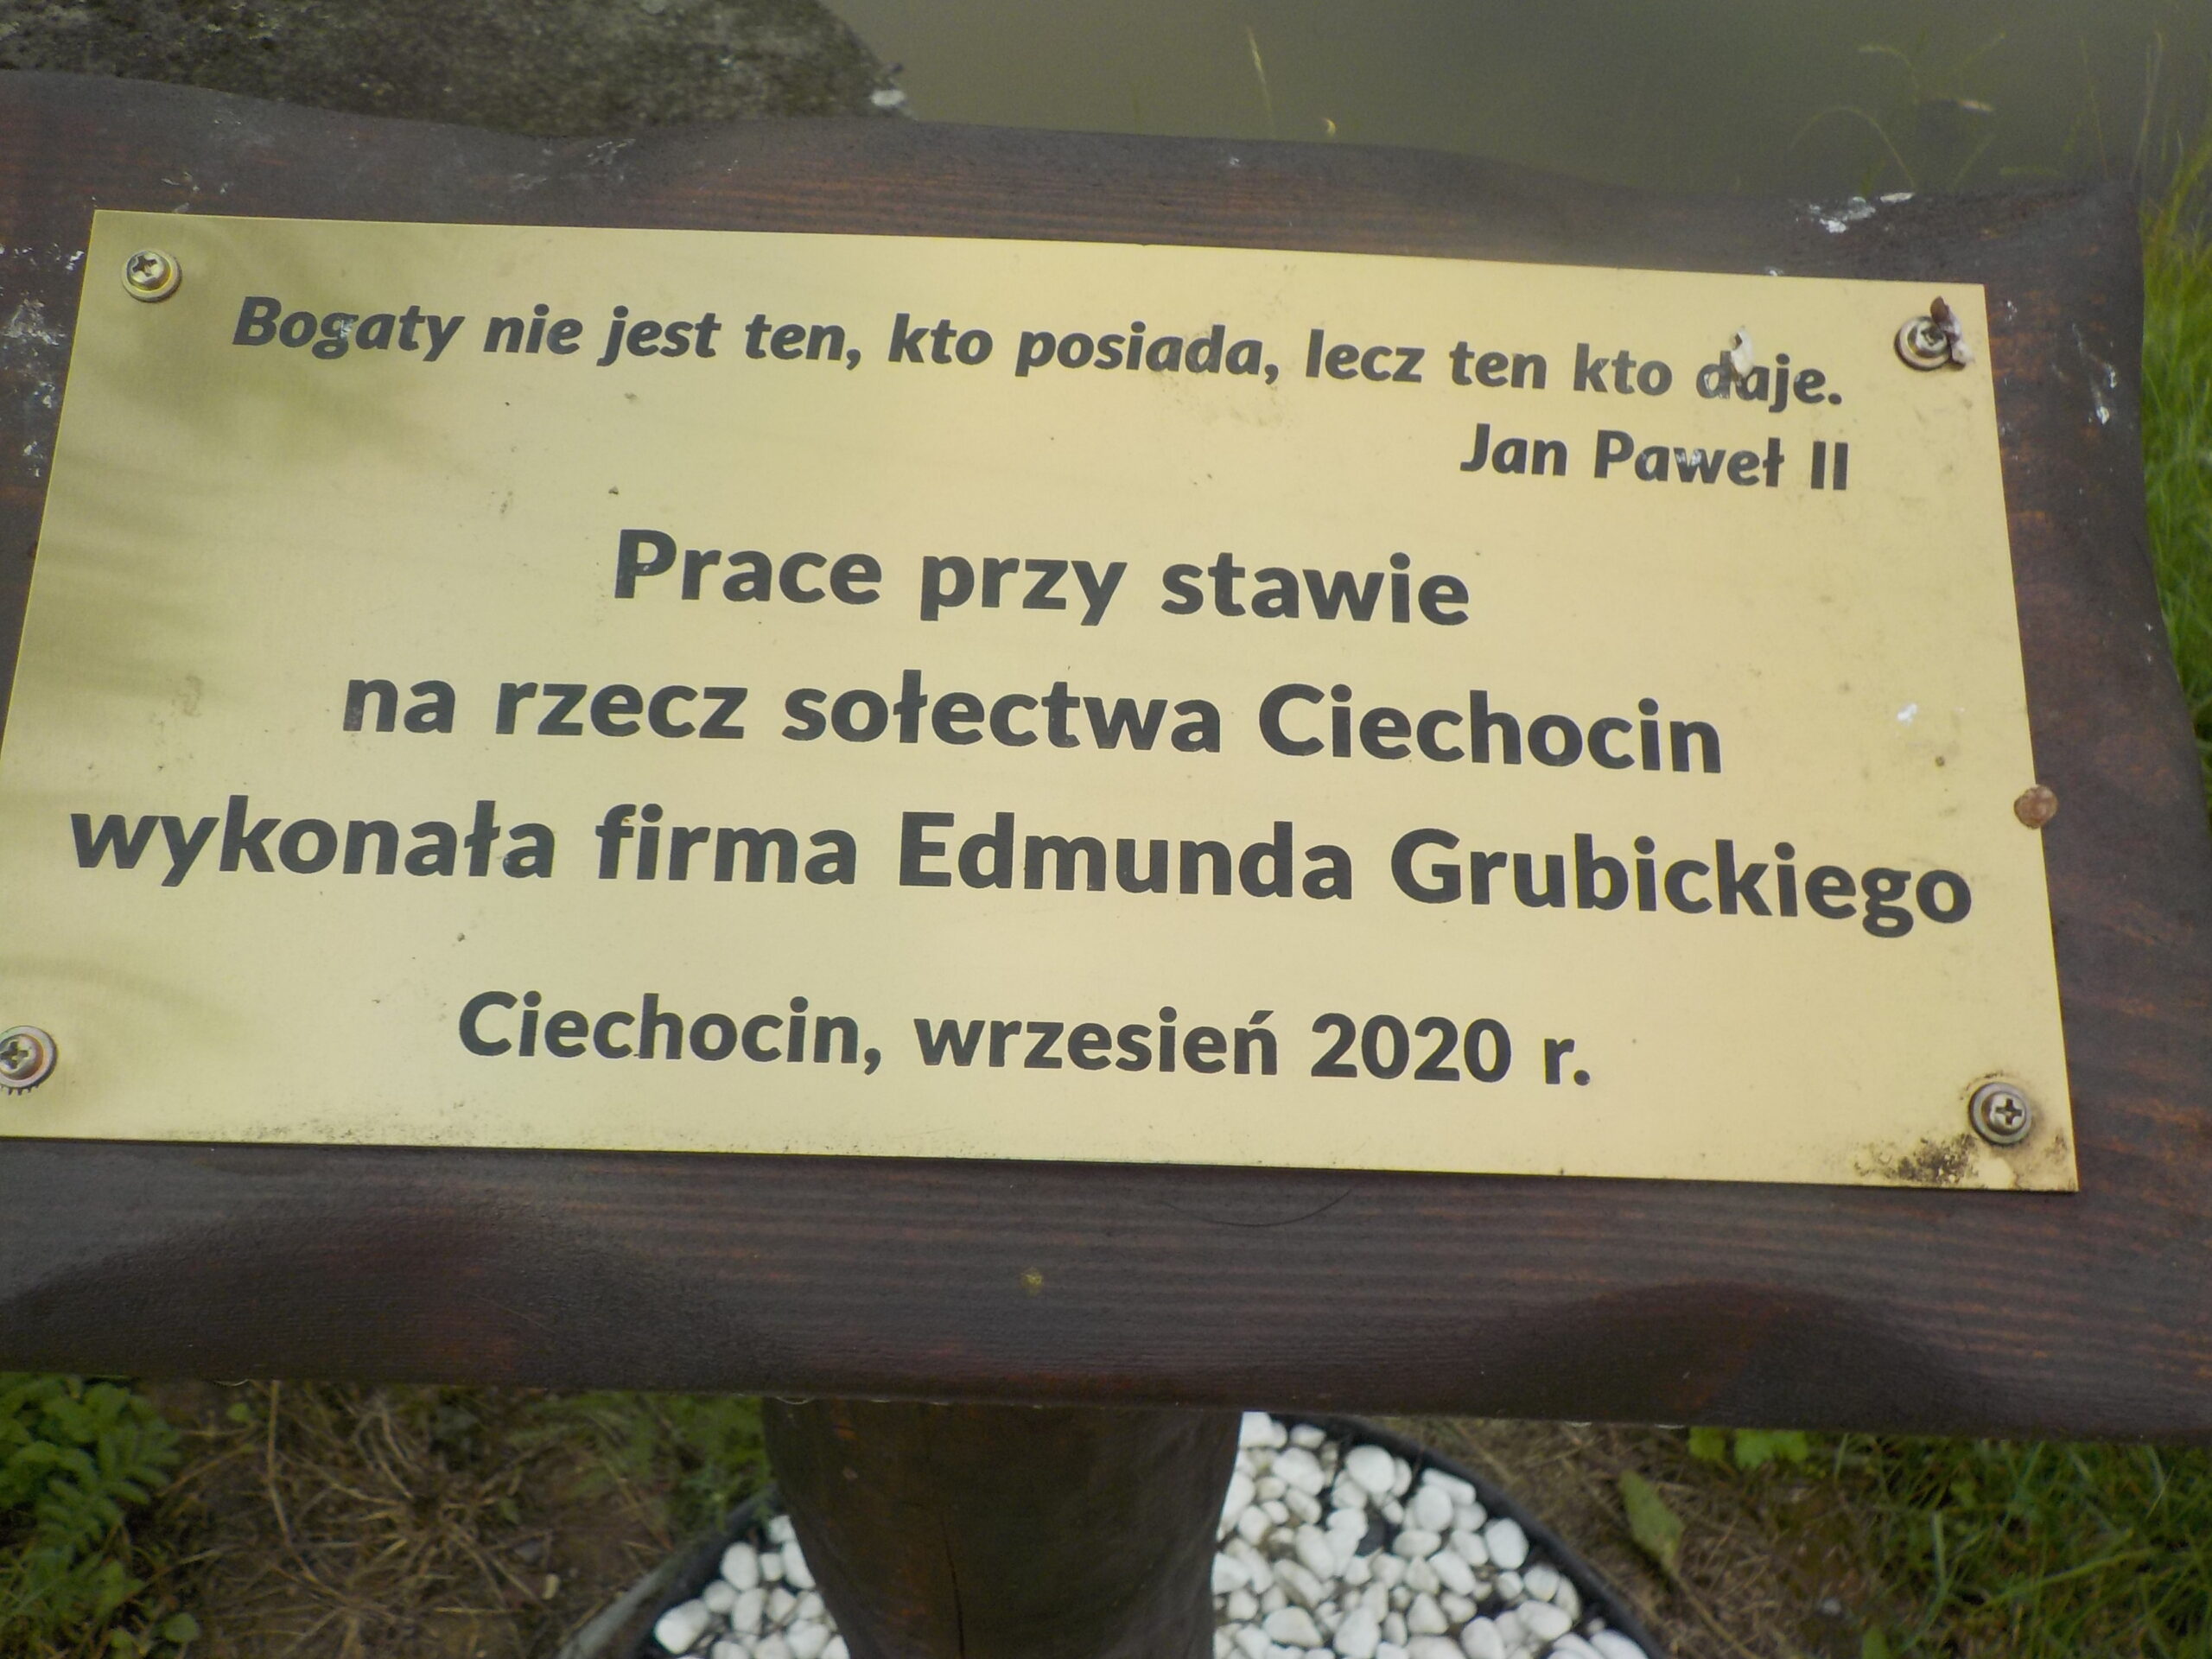 Bogaty nie jest ten, kto posiada, lecz ten kto daje.
Jan Paweł II
Prace przy stawie
na rzecz sołectwa Ciechocin
wykonała firma Edmunda Grubickiego
Ciechocin, wrzesień 2020 r.